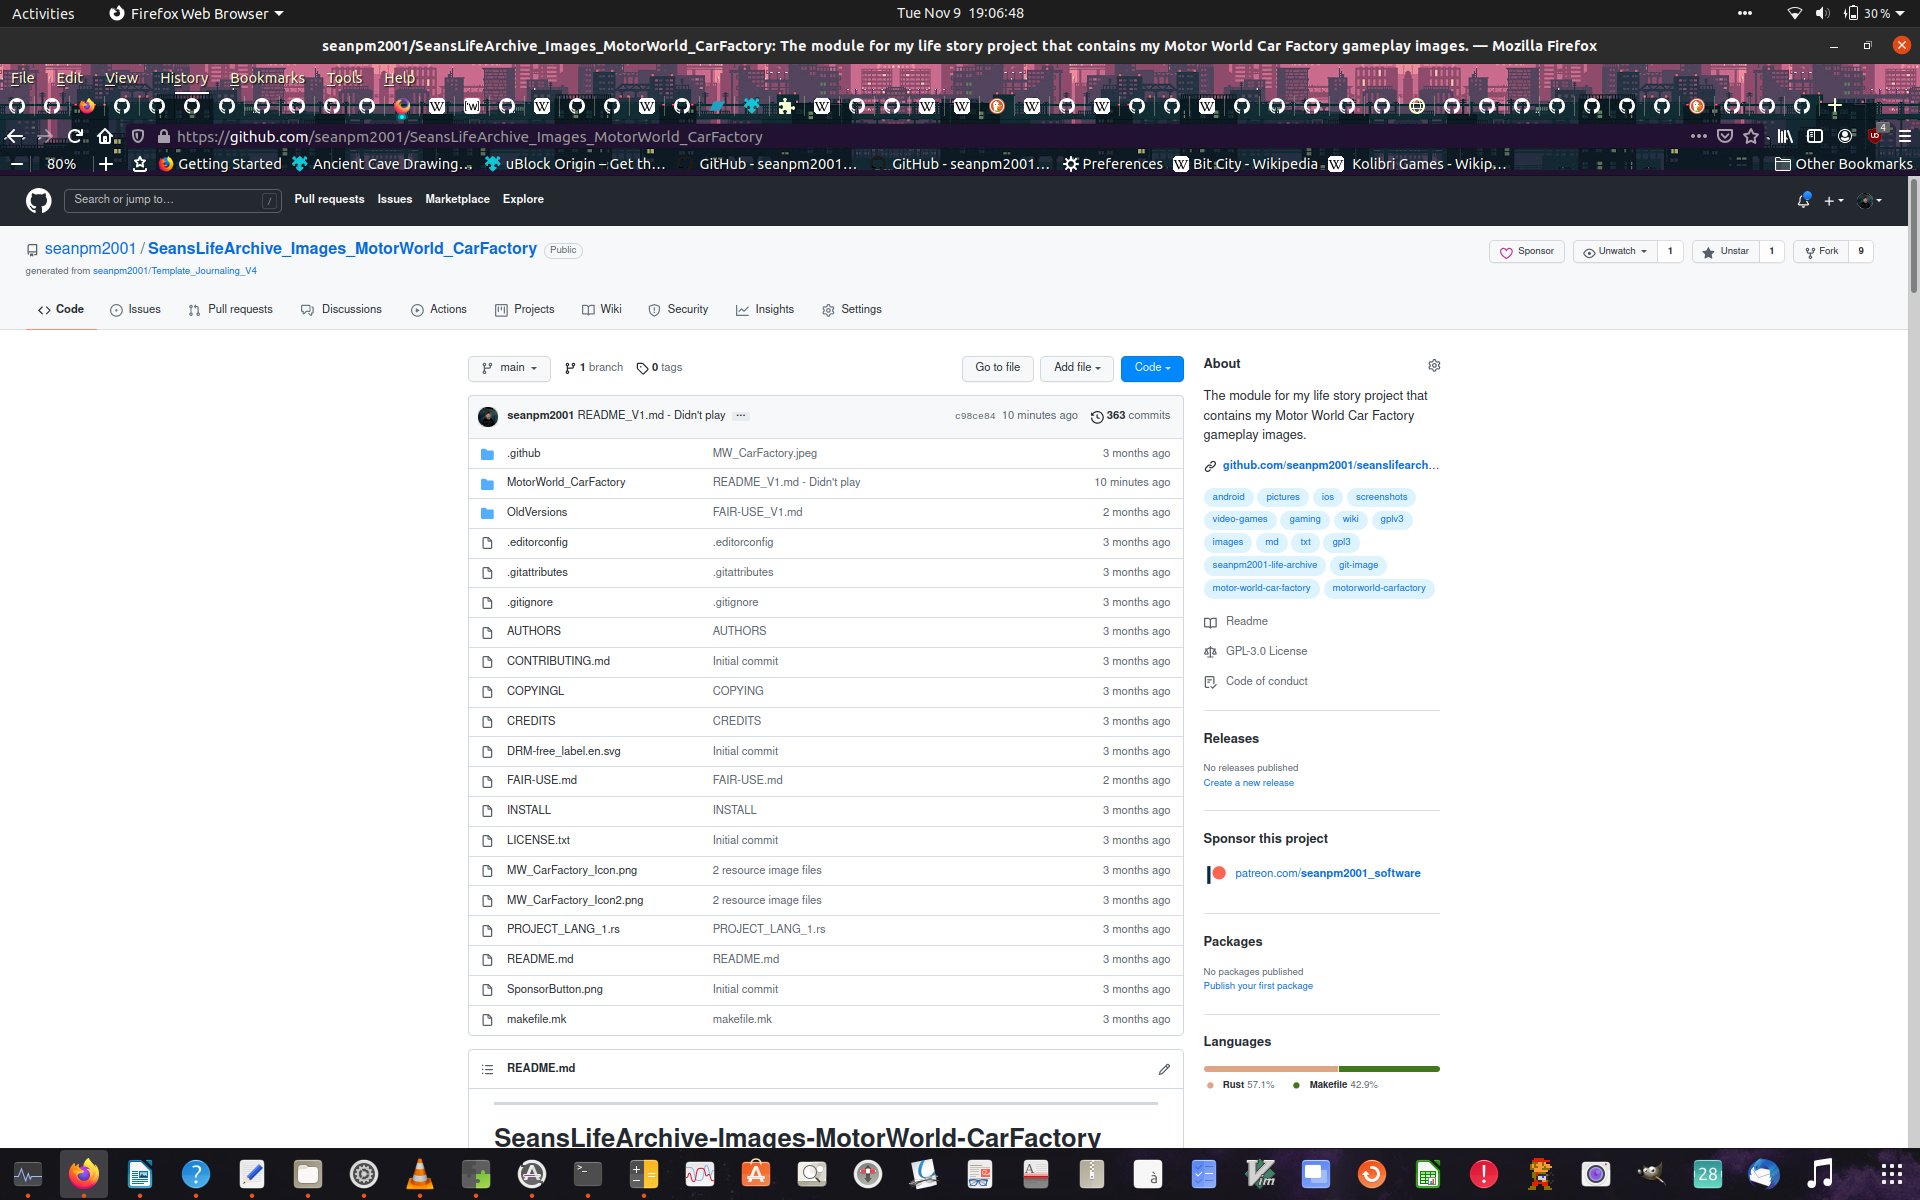 Activities
Firefox Web Browser
Tue Nov 9 19:06:48
30 %
seanpm2001/SeansLifeArchive_Images_MotorWorld_CarFactory: The module for my life story project that contains my Motor World Car Factory gameplay images. — Mozilla Firefox
File Edit View History Bookmarks Tools Help
https://github.com/seanpm2001/SeansLifeArchive_Images_MotorWorld_CarFactory
4
80%
Getting Started
Ancient Cave Drawing…
uBlock Origin – Get th…
GitHub - seanpm2001…
GitHub - seanpm2001…
Preferences
Bit City - Wikipedia
Kolibri Games - Wikip…
Other Bookmarks
Search or jump to…
/
Pull requests Issues Marketplace Explore
seanpm2001 / SeansLifeArchive_Images_MotorWorld_CarFactory Public
generated from seanpm2001/Template_Journaling_V4
Sponsor
Unwatch 1
Unstar 1
Fork 9
Code Issues Pull requests Discussions Actions Projects Wiki Security Insights Settings
main
1 branch
0 tags
Go to file
Add file
Code
seanpm2001 README_V1.md - Didn't play ...
c98ce84 10 minutes ago 363 commits
.github MW_CarFactory.jpeg 3 months ago
MotorWorld_CarFactory README_V1.md - Didn't play 10 minutes ago
OldVersions FAIR-USE_V1.md 2 months ago
.editorconfig .editorconfig 3 months ago
.gitattributes .gitattributes 3 months ago
.gitignore .gitignore 3 months ago
AUTHORS AUTHORS 3 months ago
CONTRIBUTING.md Initial commit 3 months ago
COPYINGL COPYING 3 months ago
CREDITS CREDITS 3 months ago
DRM-free_label.en.svg Initial commit 3 months ago
FAIR-USE.md FAIR-USE.md 2 months ago
INSTALL INSTALL 3 months ago
LICENSE.txt Initial commit 3 months ago
MW_CarFactory_Icon.png 2 resource image files 3 months ago
MW_CarFactory_Icon2.png 2 resource image files 3 months ago
PROJECT_LANG_1.rs PROJECT_LANG_1.rs 3 months ago
README.md README.md 3 months ago
SponsorButton.png Initial commit 3 months ago
makefile.mk makefile.mk 3 months ago
README.md
SeansLifeArchive-Images-MotorWorld-CarFactory
About
The module for my life story project that
contains my Motor World Car Factory
gameplay images.
github.com/seanpm2001/seanslifearch…
android pictures ios screenshots
video-games gaming wiki gplv3
images md txt gpl3
seanpm2001-life-archive git-image
motor-world-car-factory motorworld-carfactory
Readme
GPL-3.0 License
Code of conduct
Releases
No releases published
Create a new release
Sponsor this project
patreon.com/seanpm2001_software
Packages
No packages published
Publish your first package
Languages
Rust 57.1% Makefile 42.9%
28